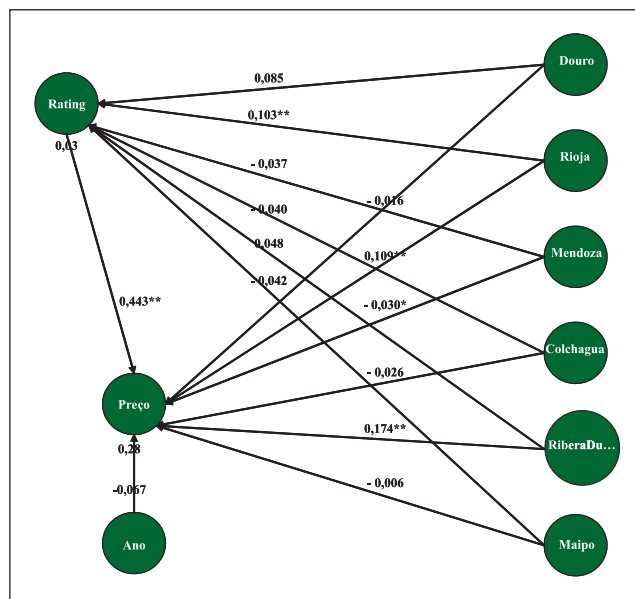 Douro
0,085
Rating
0,103**
0,03
Rioja
- 0,037
- 0,016
- 0,040
0,048
0,109**
Mendoza
- 0,042
- 0,030*
0,443**
Colchagua
- 0,026
Preço
0,174**
0,28
RiberaDu...
- 0,006
-0,067
Ano
Maipo